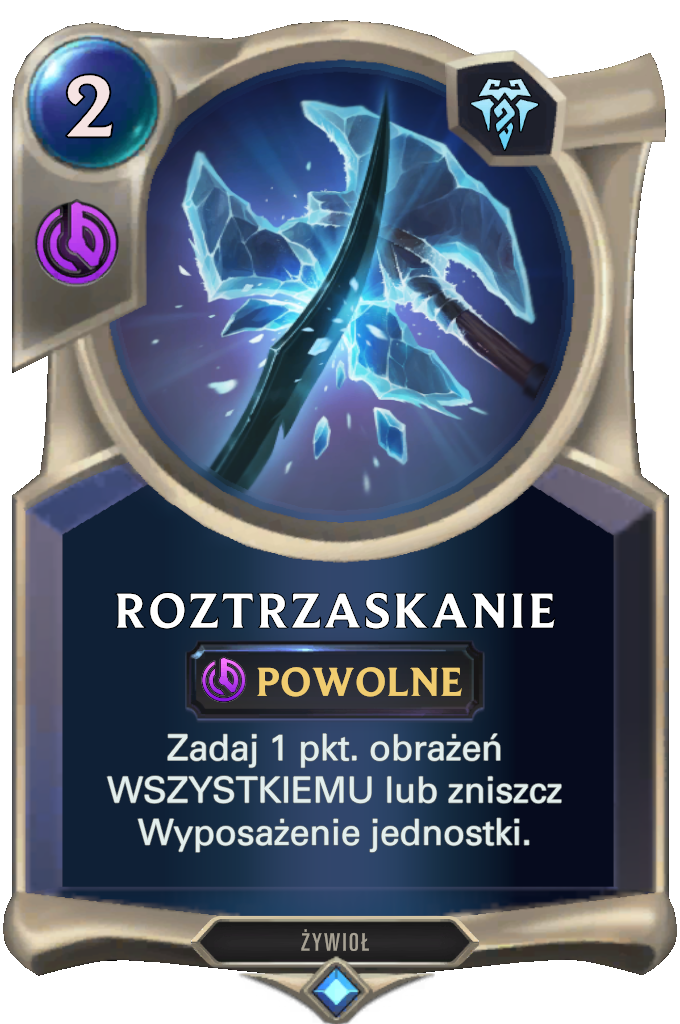 2
ROZTRZASKANIE
POWOLNE
Zadaj 1 pkt. obrażeń
WSZYSTKIEMU lub zniszcz
Wyposażenie jednostki.
ŻYWIOŁ